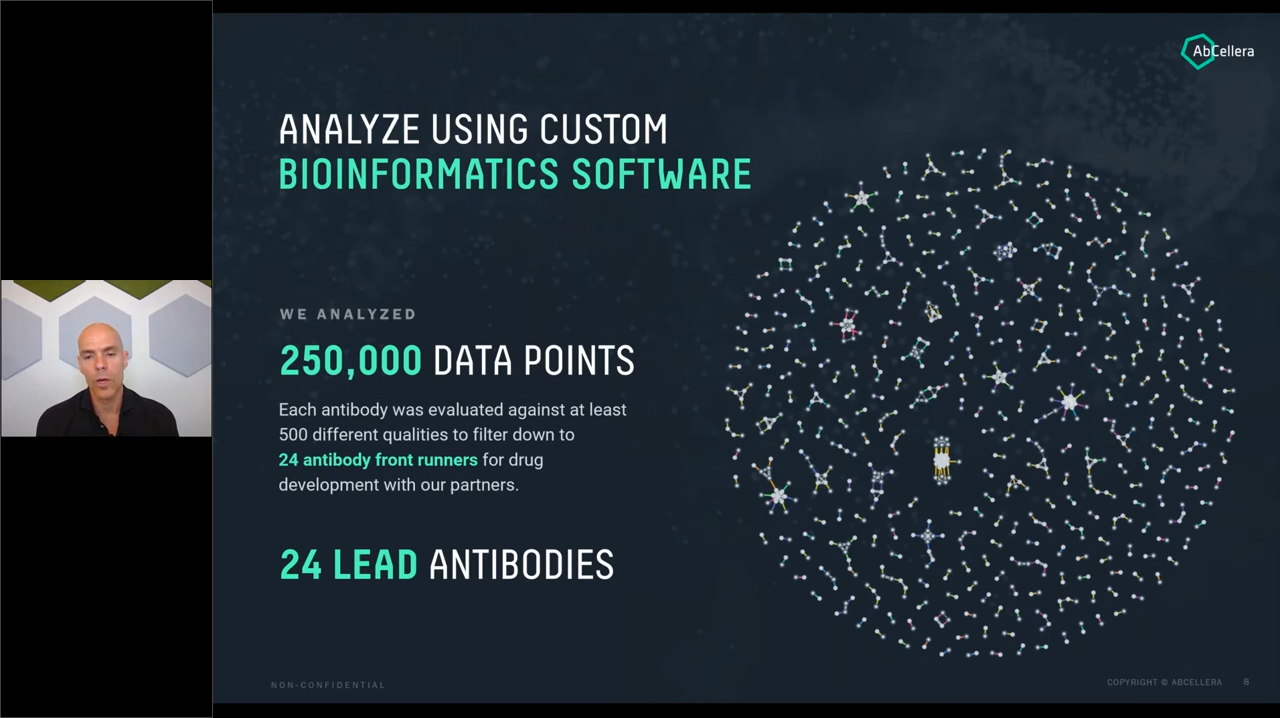 AbCellera
ANALYZE USING CUSTOM
BIOINFORMATICS SOFTWARE
WE ANALYZED
250,000 DATA POINTS
Each antibody was evaluated against at least
500 different qualities to filter down to
24 antibody front runners for drug
development with our partners.
24 LEAD ANTIBODIES
NON-CONFIDENTIAL
COPYRIGHT © ABCELLERA 8